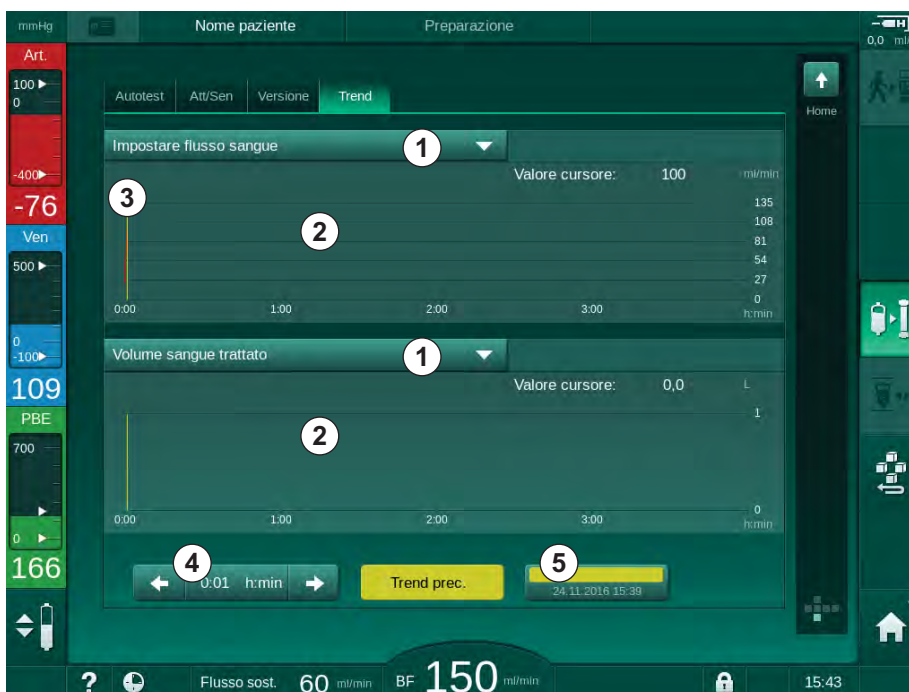 mmHg
Nome paziente
Preparazione
0,0 ml/
Art.
100
0
-400
-76
Ven
500
0
-100
109
PBE
700
0
166
Autotest
Att/Sen
Versione
Trend
Home
Impostare flusso sangue
1
Valore cursore: 100 ml/min
3
2
135
108
81
54
27
0
0:00 1:00 2:00 3:00 h:min
Volume sangue trattato
1
Valore cursore: 0,0 L
2
1
0
0:00 1:00 2:00 3:00 h:min
4
0:01 h:min
Trend prec.
5
24.11.2016 15:39
?
Flusso sost. 60 ml/min
BF 150 ml/min
15:43